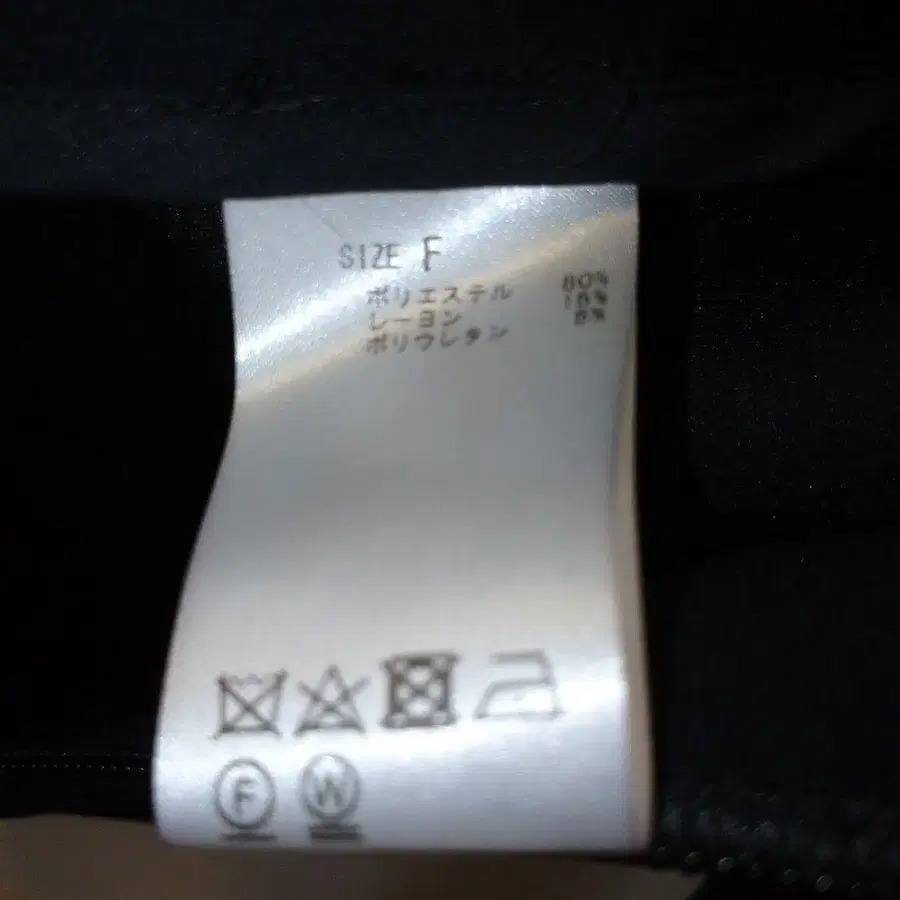 SIZE F
ポリエステル 80%
レーヨン 15%
ポリウレタン 5%
F
W